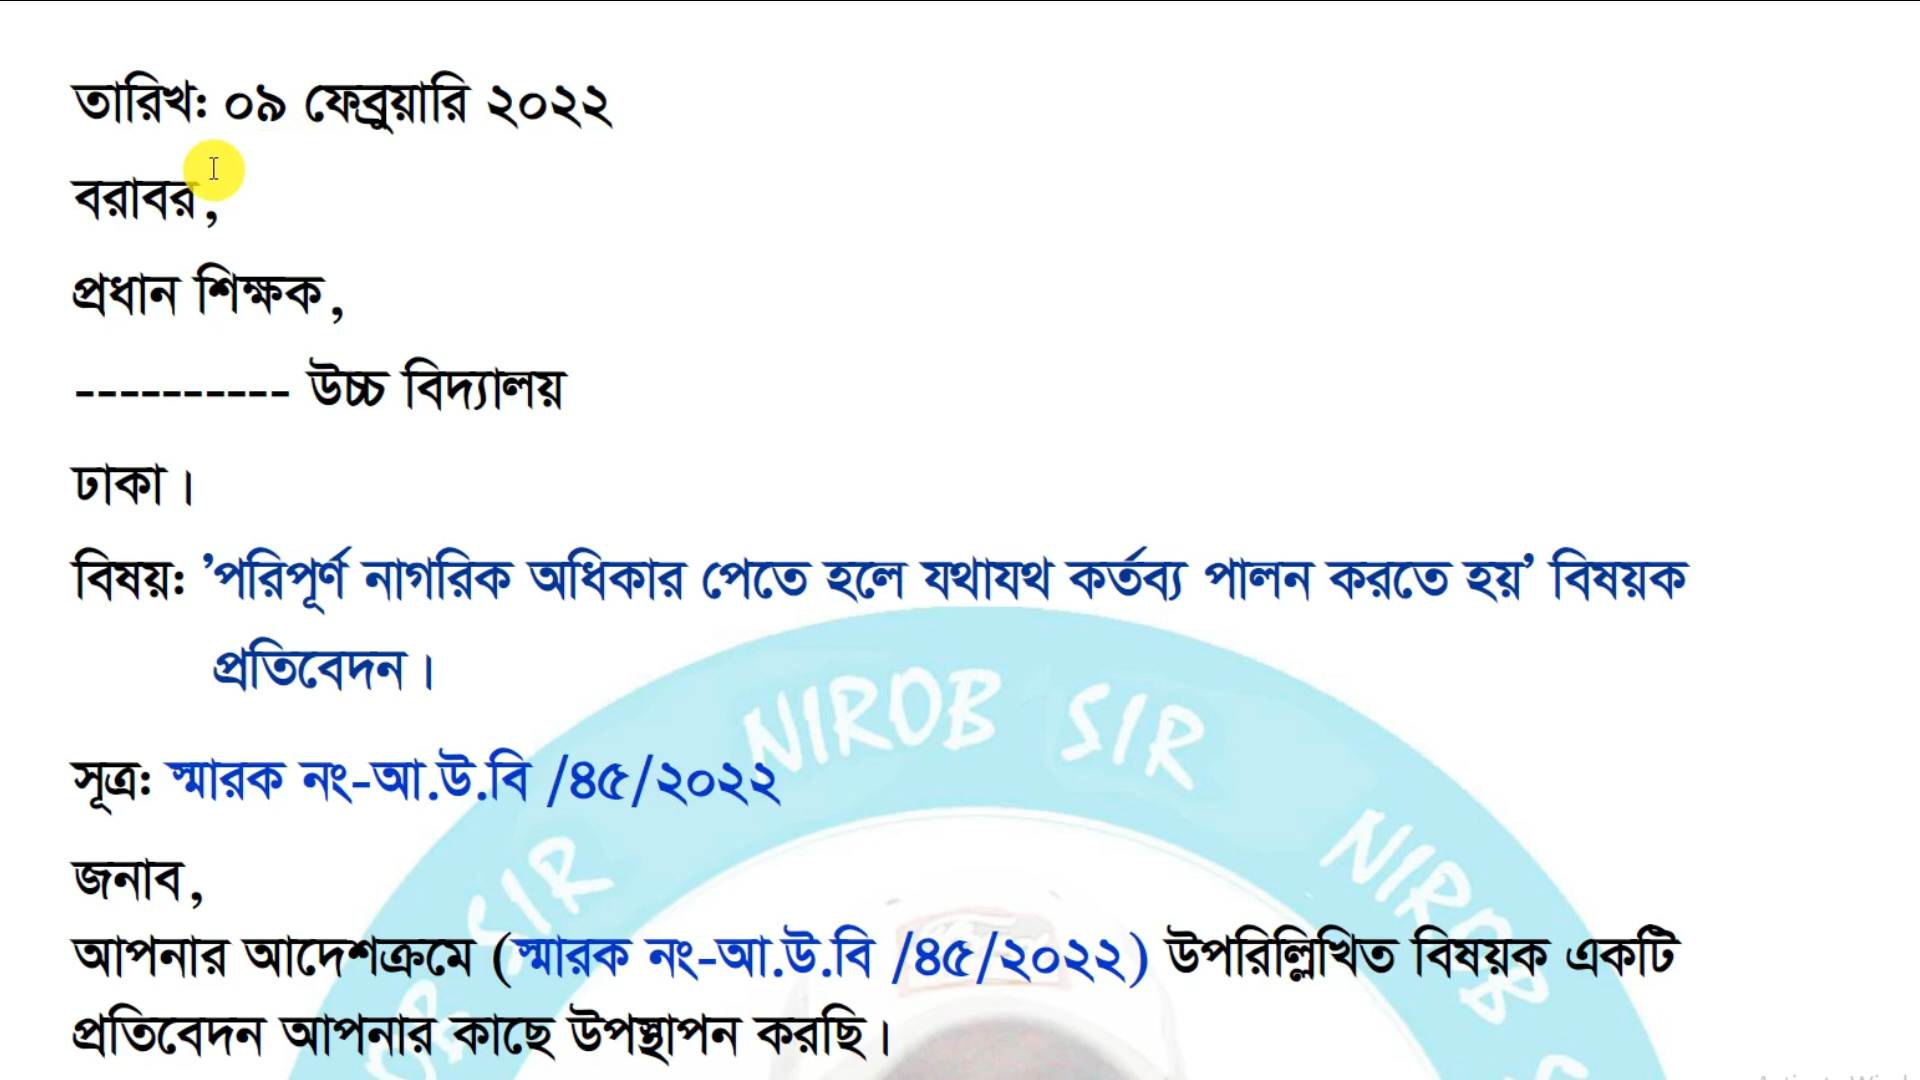 তারিখ: ০৯ ফেব্রুয়ারি ২০২২
বরাবর,
প্রধান শিক্ষক,
---------- উচ্চ বিদ্যালয়
ঢাকা।
বিষয়: ’পরিপূর্ণ নাগরিক অধিকার পেতে হলে যথাযথ কর্তব্য পালন করতে হয়’ বিষয়ক
প্রতিবেদন।
NIROB SIR
সূত্র: স্মারক নং-আ.উ.বি /৪৫/২০২২
SIR
NIROB
জনাব,
আপনার আদেশক্রমে (স্মারক নং-আ.উ.বি /৪৫/২০২২) উপরিল্লিখিত বিষয়ক একটি
প্রতিবেদন আপনার কাছে উপস্থাপন করছি।